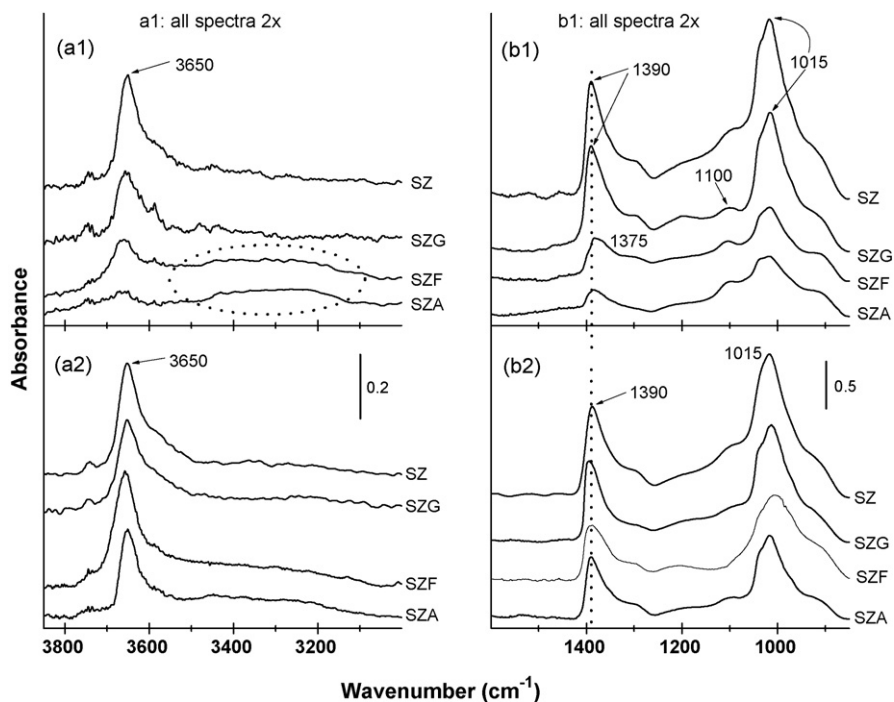 a1: all spectra 2x
b1: all spectra 2x
(a1)
3650
SZ
SZG
SZF
SZA
(b1)
1390
1015
1100
1375
SZ
SZG
SZF
SZA
Absorbance
(a2)
3650
0.2
SZ
SZG
SZF
SZA
(b2)
1390
1015
0.5
SZ
SZG
SZF
SZA
3800 3600 3400 3200
1400 1200 1000
Wavenumber (cm⁻¹)